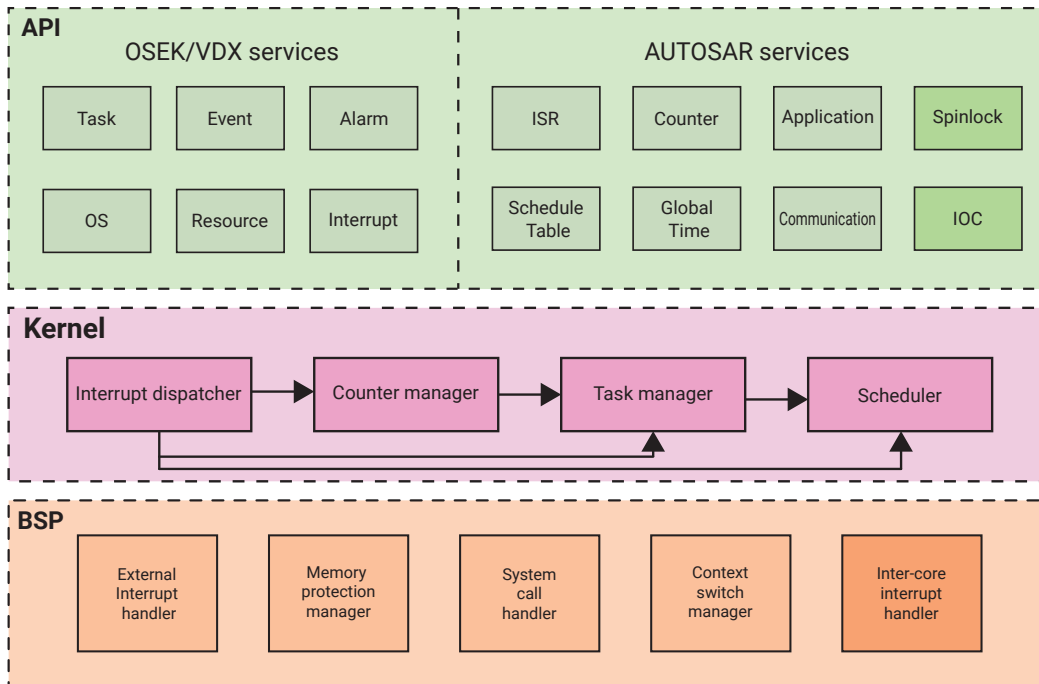 API
OSEK/VDX services
AUTOSAR services
Task
Event
Alarm
ISR
Counter
Application
Spinlock
OS
Resource
Interrupt
Schedule
Table
Global
Time
Communication
IOC
Kernel
Interrupt dispatcher
Counter manager
Task manager
Scheduler
BSP
External
Interrupt
handler
Memory
protection
manager
System
call
handler
Context
switch
manager
Inter-core
interrupt
handler